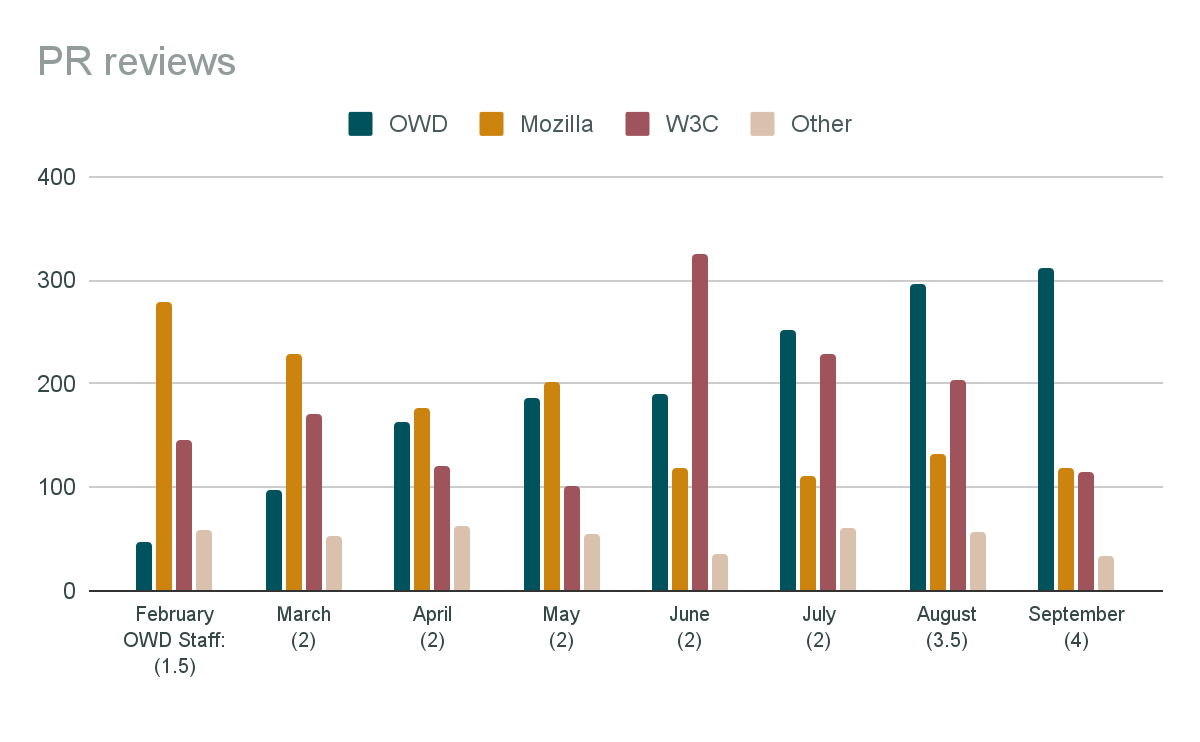 PR reviews
OWD Mozilla W3C Other
400
300
200
100
0
February March April May June July August September
OWD Staff: (2) (2) (2) (2) (2) (3.5) (4)
(1.5)